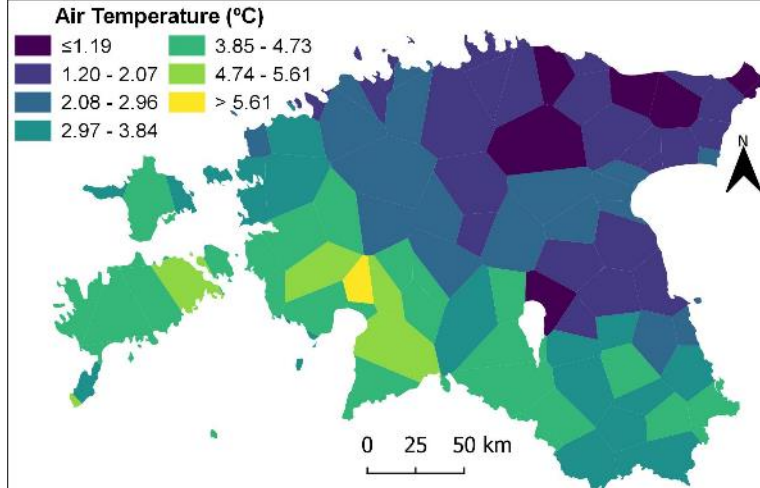 Air Temperature (ºC)
≤1.19
1.20 - 2.07
2.08 - 2.96
2.97 - 3.84
3.85 - 4.73
4.74 - 5.61
> 5.61
N
0 25 50 km